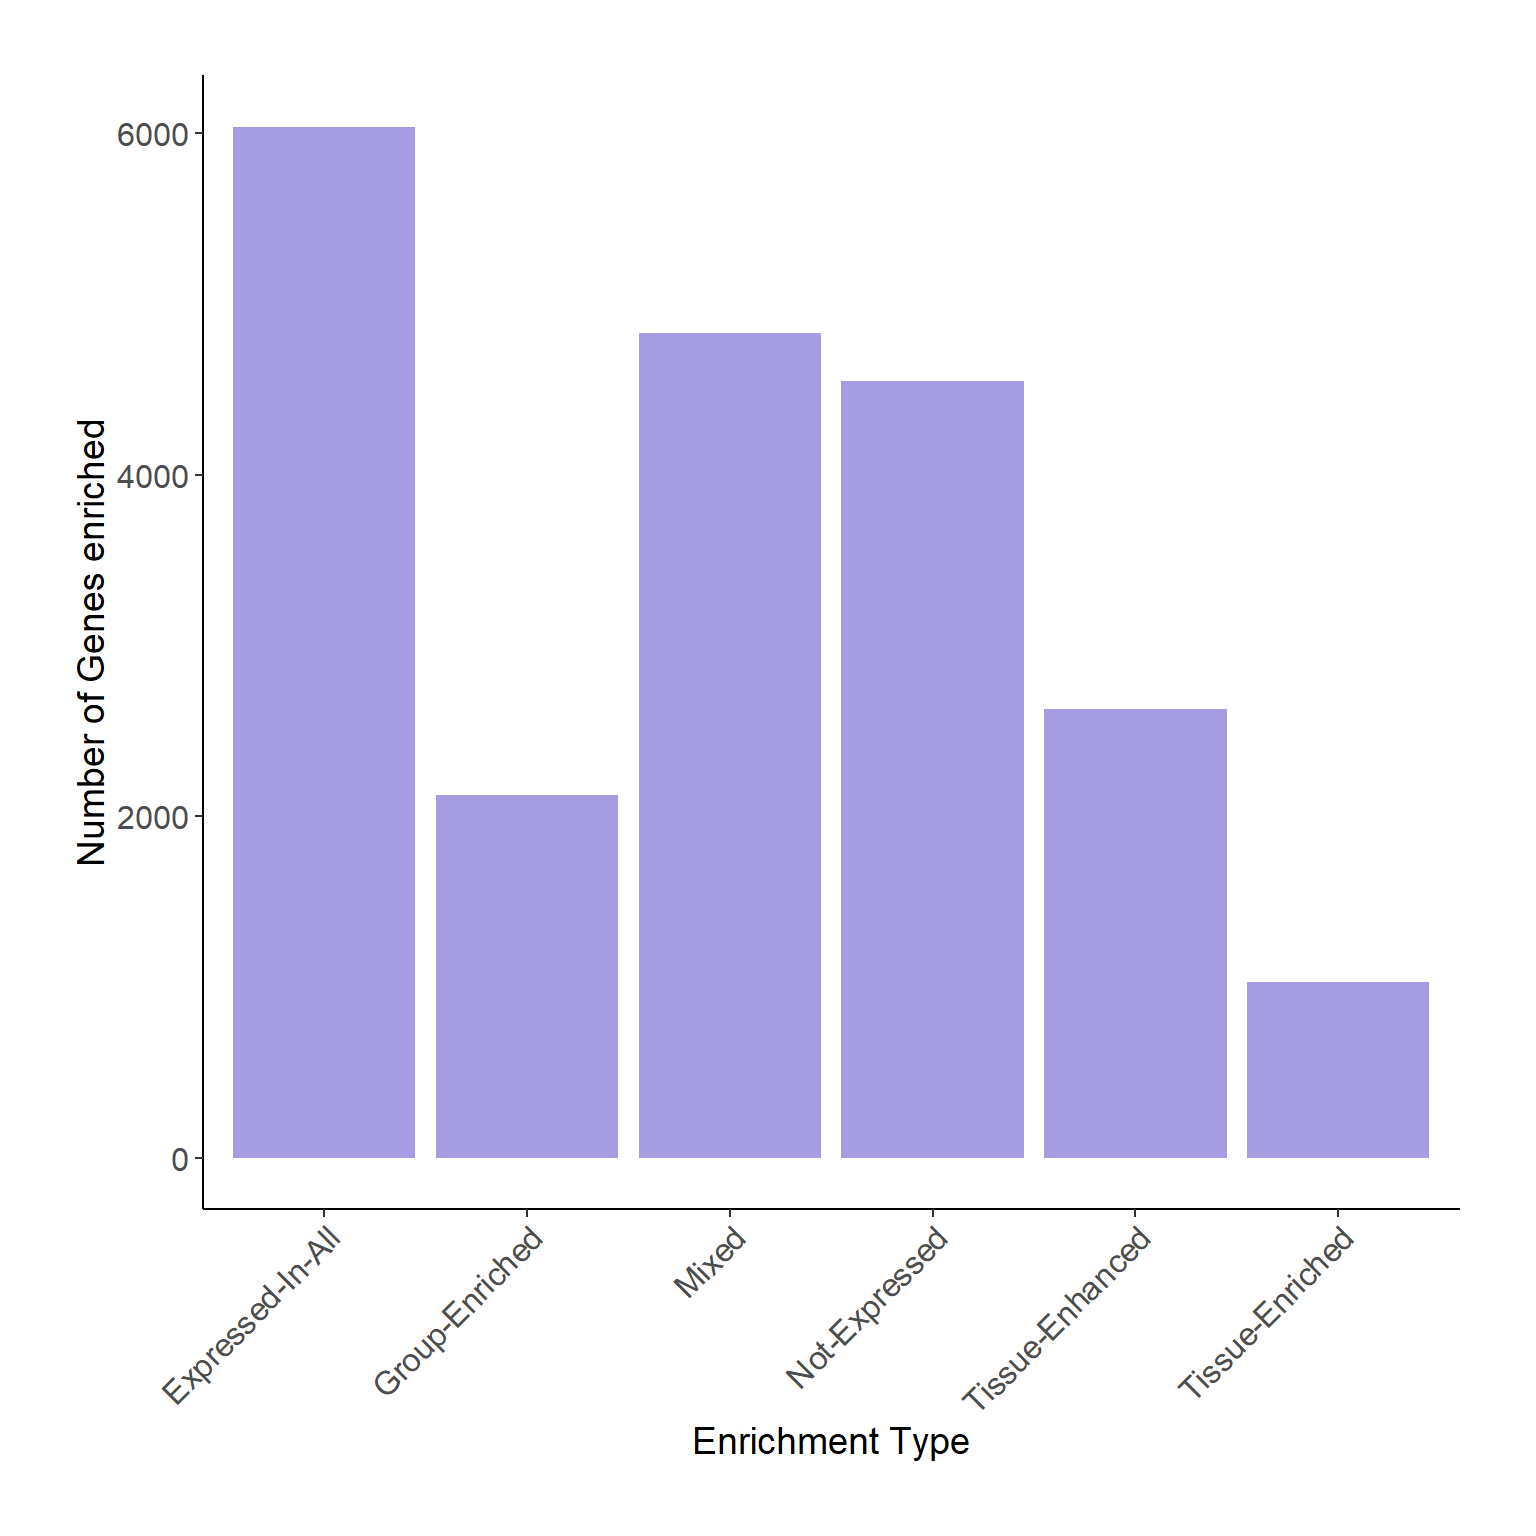 Number of Genes enriched
6000
4000
2000
0
Expressed-In-All
Group-Enriched
Mixed
Not-Expressed
Tissue-Enhanced
Tissue-Enriched
Enrichment Type